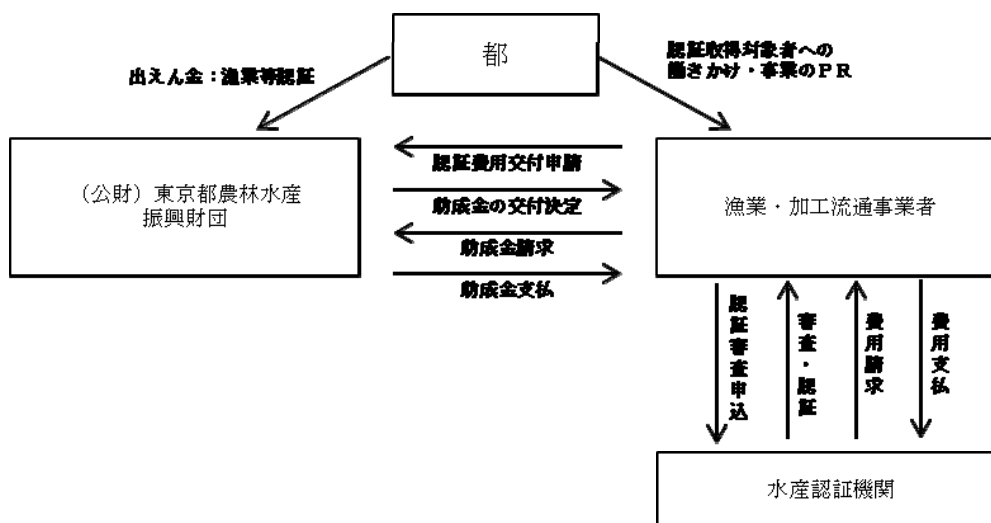 都
出えん金：漁業等認証
認証取得対象者への
働きかけ・事業のＰＲ
（公財）東京都農林水産
振興財団
認証費用交付申請
助成金の交付決定
助成金請求
助成金支払
漁業・加工流通事業者
認証審査申込
審査・認証
費用請求
費用支払
水産認証機関